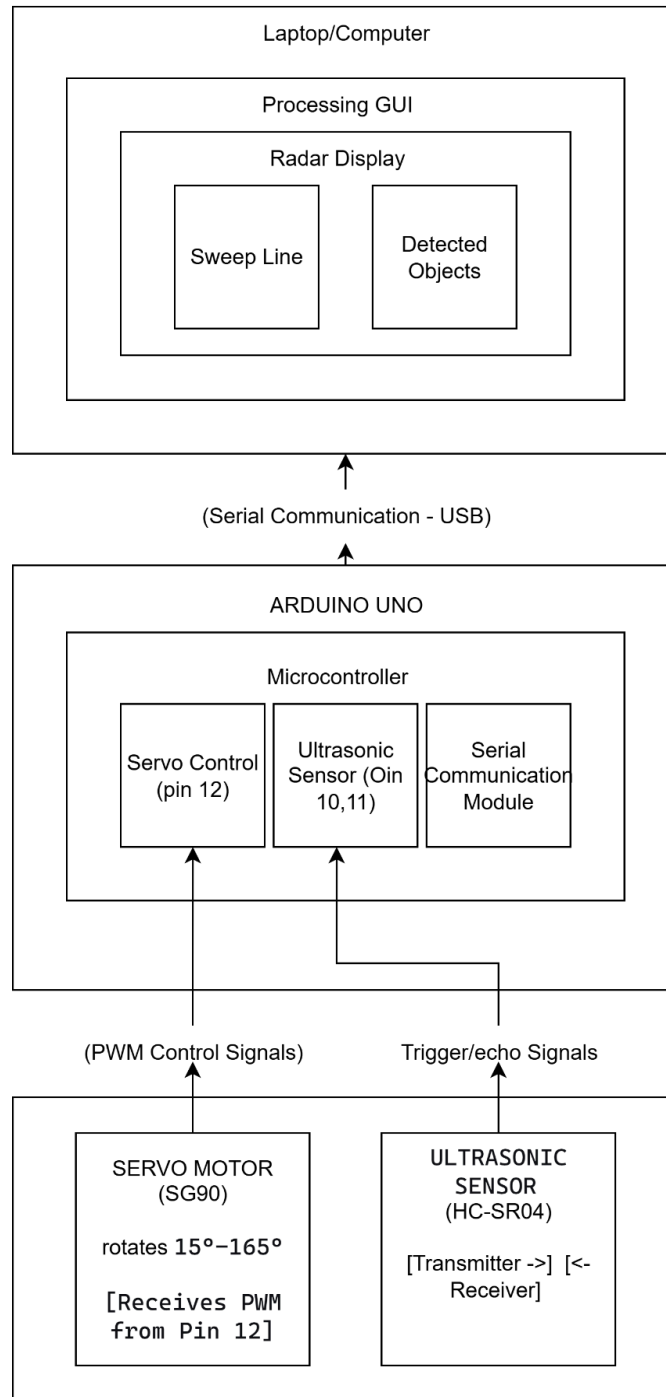 Laptop/Computer
Processing GUI
Radar Display
Sweep Line
Detected
Objects
(Serial Communication - USB)
ARDUINO UNO
Microcontroller
Servo Control
(pin 12)
Ultrasonic
Sensor (Oin
10,11)
Serial
Communication
Module
(PWM Control Signals)
Trigger/echo Signals
SERVO MOTOR
(SG90)
rotates 15°–165°
[Receives PWM
from Pin 12]
ULTRASONIC
SENSOR
(HC-SR04)
[Transmitter ->] [<-
Receiver]